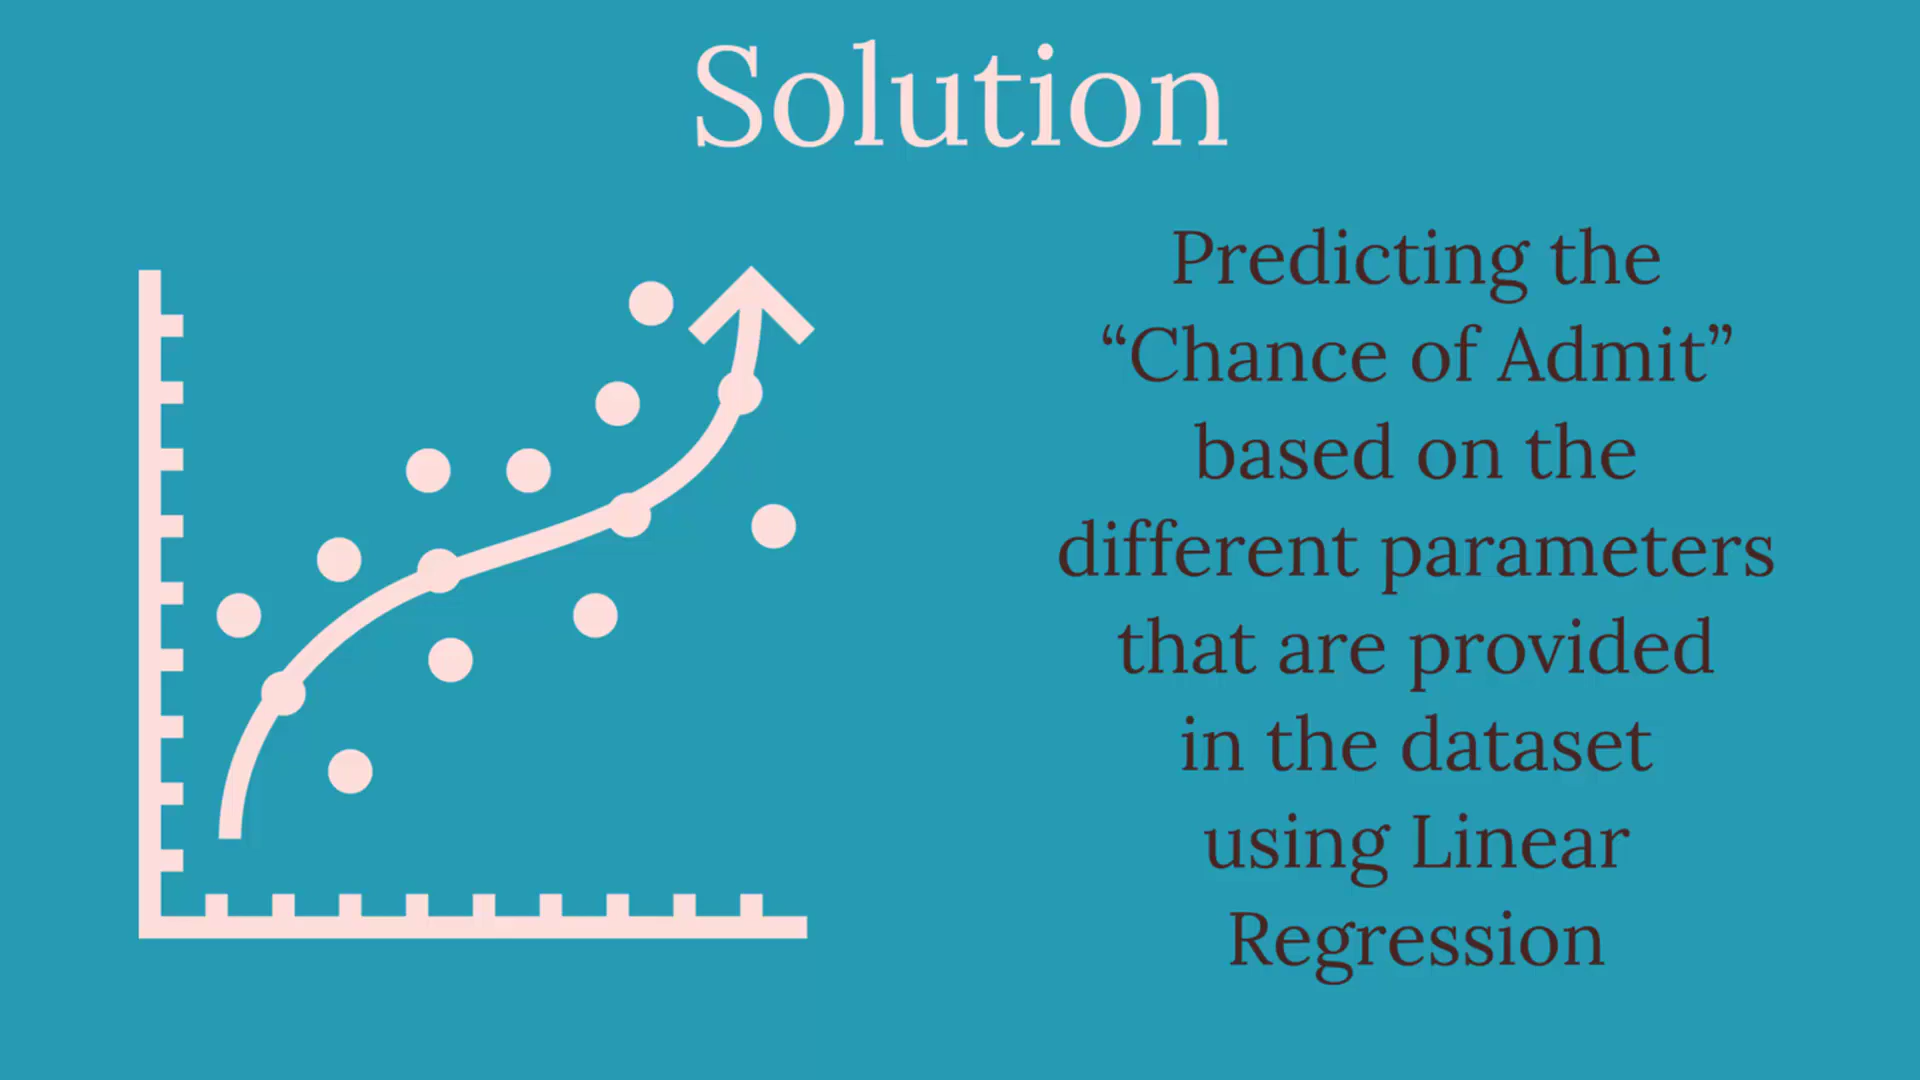 Solution
Predicting the
“Chance of Admit”
based on the
different parameters
that are provided
in the dataset
using Linear
Regression